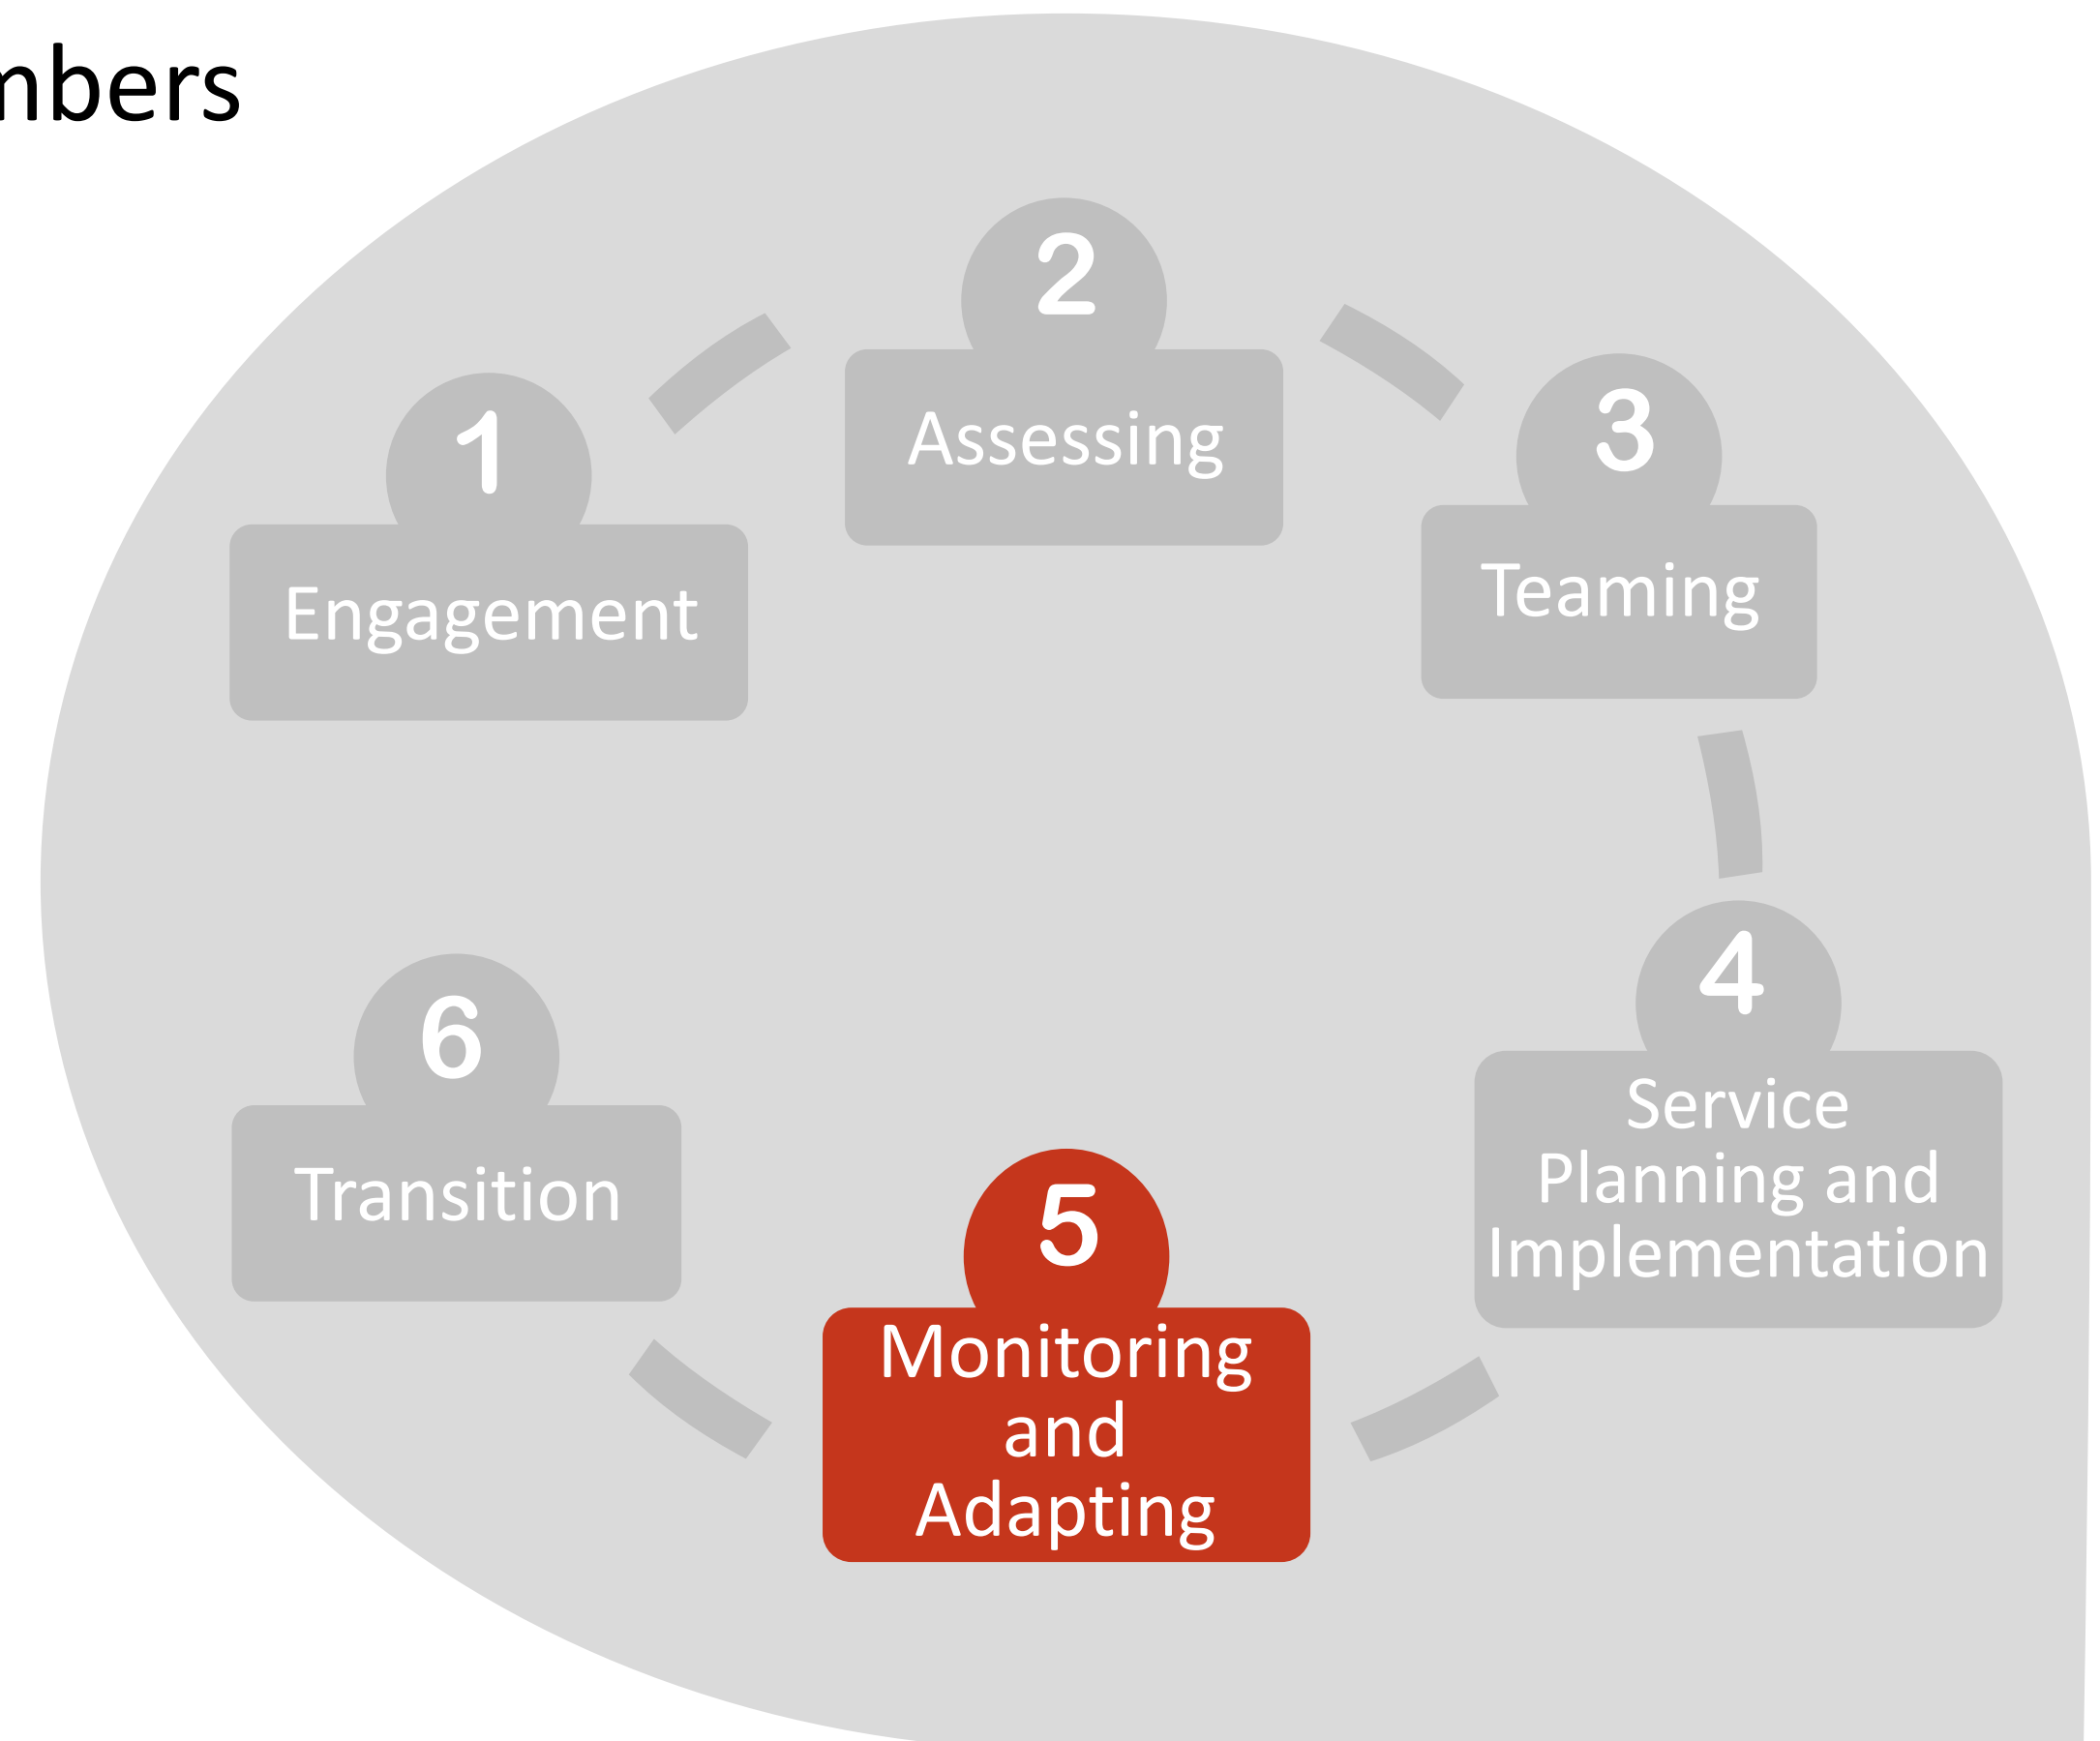 nbers
1
Engagement
2
Assessing
3
Teaming
4
Service
Planning and
Implementation
5
Monitoring
and
Adapting
6
Transition